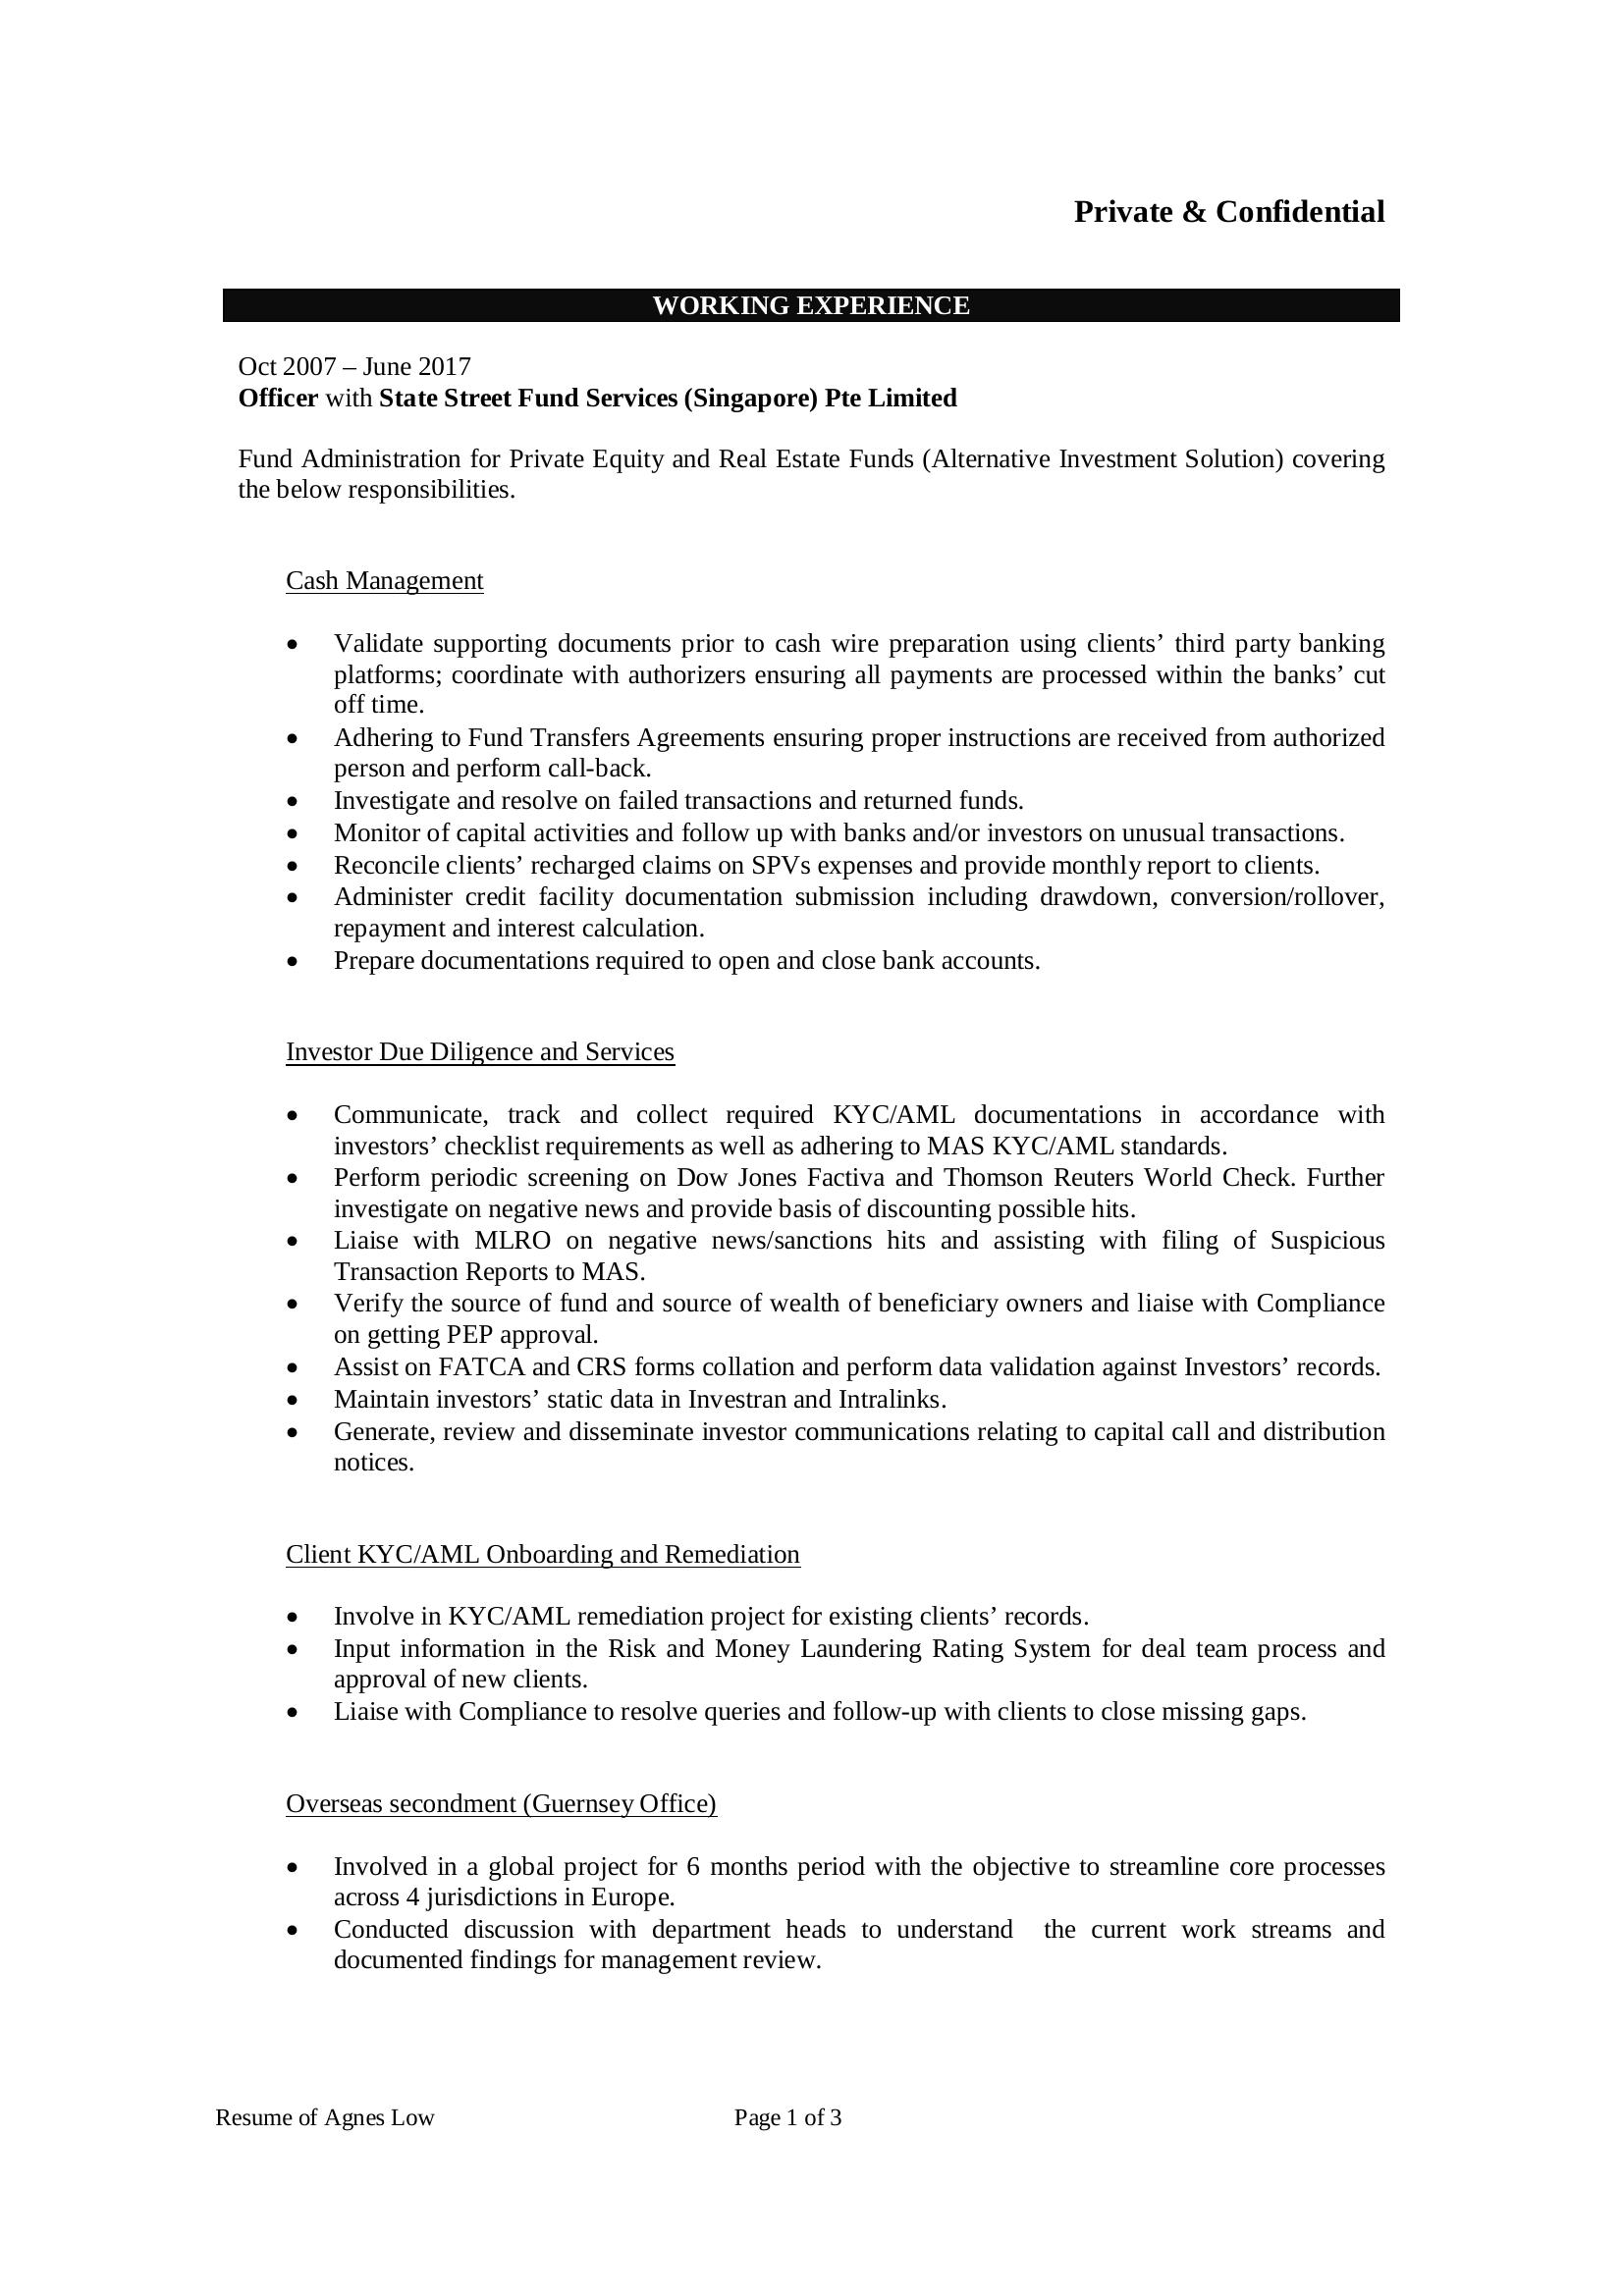 Private & Confidential
WORKING EXPERIENCE
Oct 2007 – June 2017
Officer with State Street Fund Services (Singapore) Pte Limited
Fund Administration for Private Equity and Real Estate Funds (Alternative Investment Solution) covering
the below responsibilities.
Cash Management
• Validate supporting documents prior to cash wire preparation using clients’ third party banking
platforms; coordinate with authorizers ensuring all payments are processed within the banks’ cut
off time.
• Adhering to Fund Transfers Agreements ensuring proper instructions are received from authorized
person and perform call-back.
• Investigate and resolve on failed transactions and returned funds.
• Monitor of capital activities and follow up with banks and/or investors on unusual transactions.
• Reconcile clients’ recharged claims on SPVs expenses and provide monthly report to clients.
• Administer credit facility documentation submission including drawdown, conversion/rollover,
repayment and interest calculation.
• Prepare documentations required to open and close bank accounts.
Investor Due Diligence and Services
• Communicate, track and collect required KYC/AML documentations in accordance with
investors’ checklist requirements as well as adhering to MAS KYC/AML standards.
• Perform periodic screening on Dow Jones Factiva and Thomson Reuters World Check. Further
investigate on negative news and provide basis of discounting possible hits.
• Liaise with MLRO on negative news/sanctions hits and assisting with filing of Suspicious
Transaction Reports to MAS.
• Verify the source of fund and source of wealth of beneficiary owners and liaise with Compliance
on getting PEP approval.
• Assist on FATCA and CRS forms collation and perform data validation against Investors’ records.
• Maintain investors’ static data in Investran and Intralinks.
• Generate, review and disseminate investor communications relating to capital call and distribution
notices.
Client KYC/AML Onboarding and Remediation
• Involve in KYC/AML remediation project for existing clients’ records.
• Input information in the Risk and Money Laundering Rating System for deal team process and
approval of new clients.
• Liaise with Compliance to resolve queries and follow-up with clients to close missing gaps.
Overseas secondment (Guernsey Office)
• Involved in a global project for 6 months period with the objective to streamline core processes
across 4 jurisdictions in Europe.
• Conducted discussion with department heads to understand the current work streams and
documented findings for management review.
Resume of Agnes Low Page 1 of 3